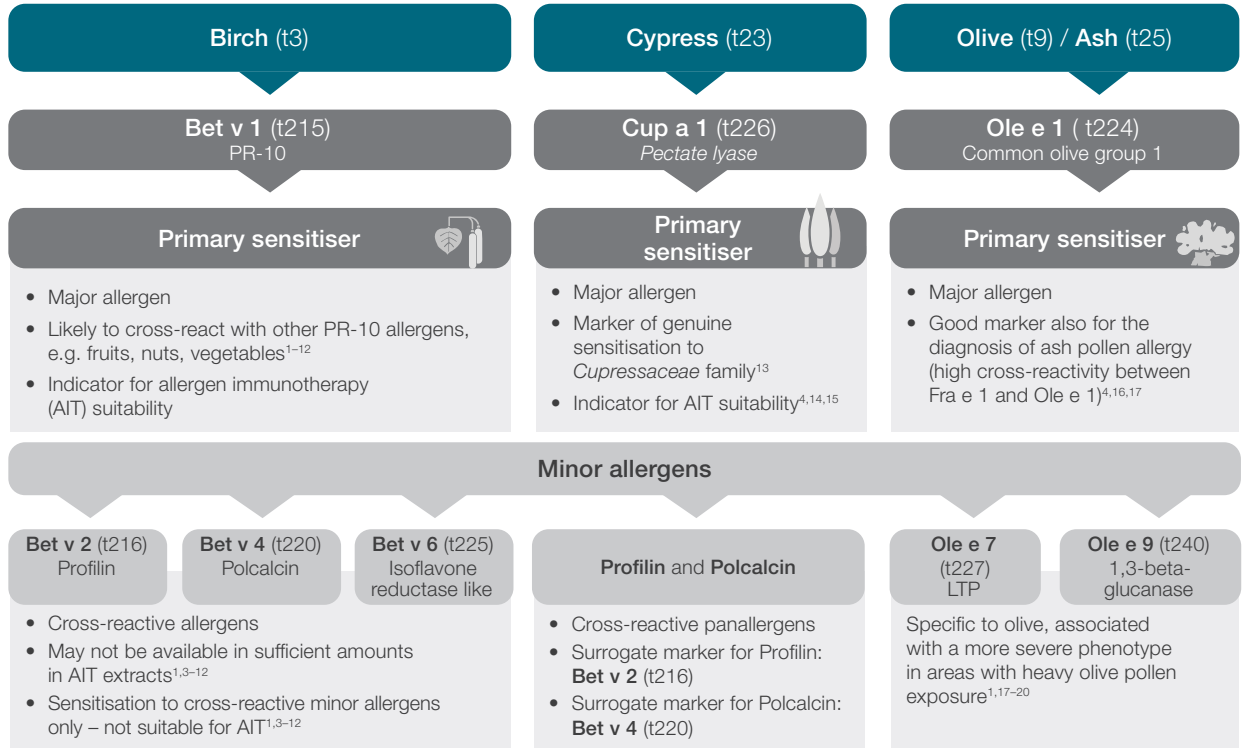 Birch (t3)
Cypress (t23)
Olive (t9) / Ash (t25)
Bet v 1 (t215)
PR-10
Cup a 1 (t226)
Pectate lyase
Ole e 1 ( t224)
Common olive group 1
Primary sensitiser
• Major allergen
• Likely to cross-react with other PR-10 allergens,
e.g. fruits, nuts, vegetables1–12
• Indicator for allergen immunotherapy
(AIT) suitability
Primary
sensitiser
• Major allergen
• Marker of genuine
sensitisation to
Cupressaceae family13
• Indicator for AIT suitability4,14,15
Primary sensitiser
• Major allergen
• Good marker also for the
diagnosis of ash pollen allergy
(high cross-reactivity between
Fra e 1 and Ole e 1)4,16,17
Minor allergens
Bet v 2 (t216)
Profilin
Bet v 4 (t220)
Polcalcin
Bet v 6 (t225)
Isoflavone
reductase like
• Cross-reactive allergens
• May not be available in sufficient amounts
in AIT extracts1,3–12
• Sensitisation to cross-reactive minor allergens
only – not suitable for AIT1,3–12
Profilin and Polcalcin
• Cross-reactive panallergens
• Surrogate marker for Profilin:
Bet v 2 (t216)
• Surrogate marker for Polcalcin:
Bet v 4 (t220)
Ole e 7
(t227)
LTP
Ole e 9 (t240)
1,3-beta-
glucanase
Specific to olive, associated
with a more severe phenotype
in areas with heavy olive pollen
exposure1,17–20